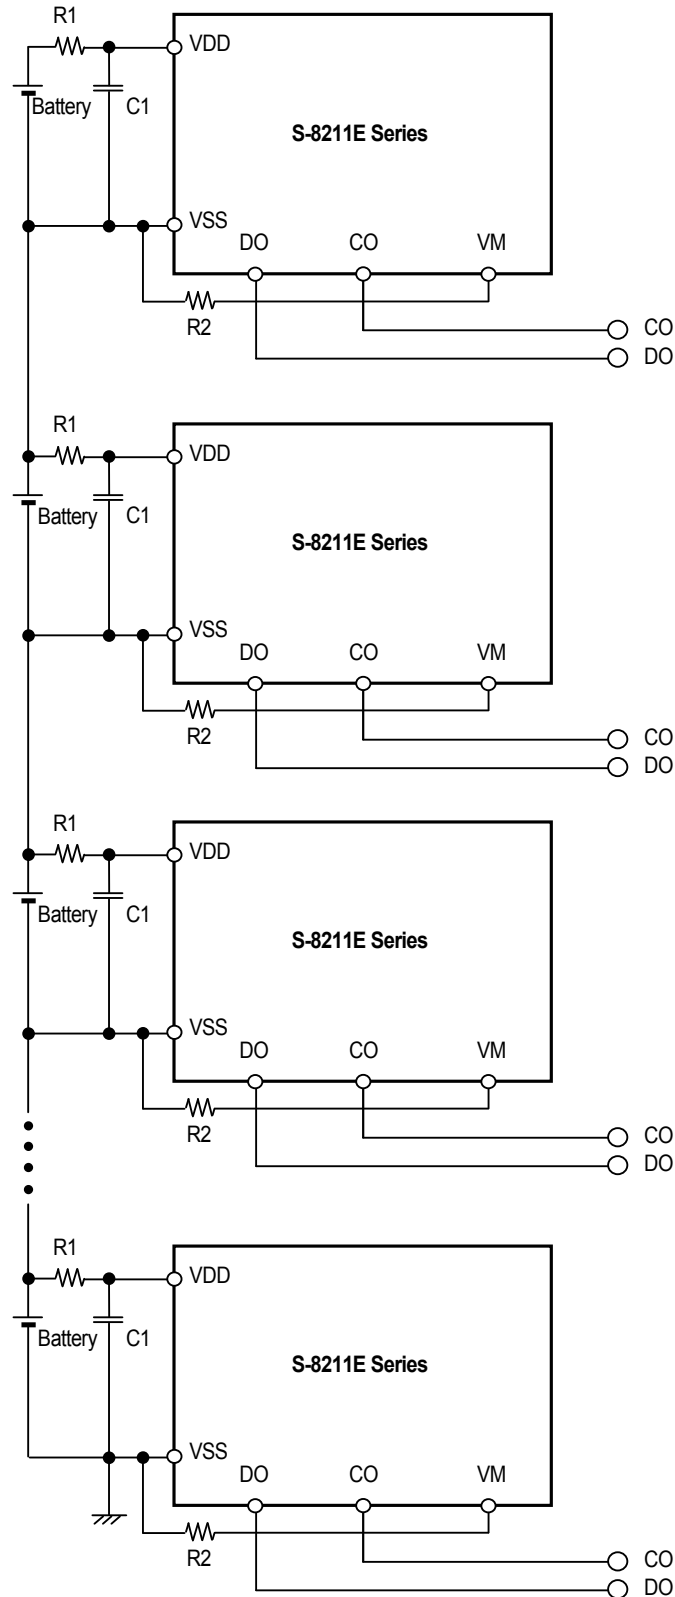 R1
VDD
Battery C1
S-8211E Series
VSS
DO CO VM
R2
CO
DO
R1
VDD
Battery C1
S-8211E Series
VSS
DO CO VM
R2
CO
DO
R1
VDD
Battery C1
S-8211E Series
VSS
DO CO VM
R2
CO
DO
R1
VDD
Battery C1
S-8211E Series
VSS
DO CO VM
R2
CO
DO